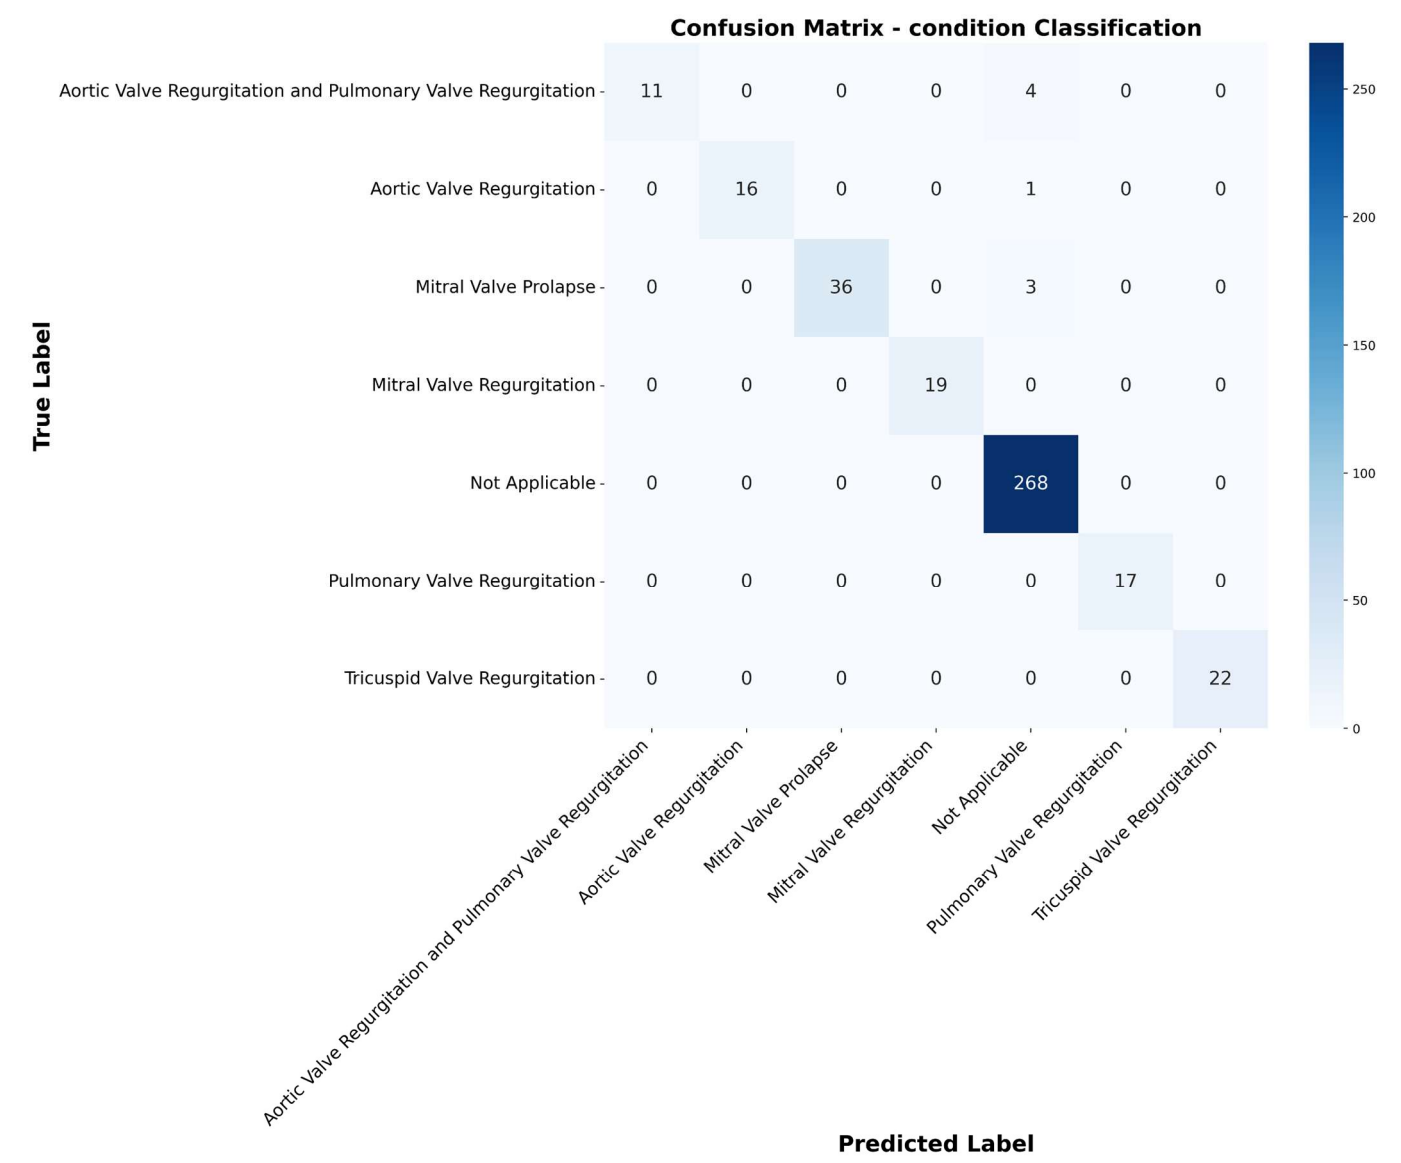 Confusion Matrix - condition Classification
Aortic Valve Regurgitation and Pulmonary Valve Regurgitation 11 0 0 0 4 0 0
Aortic Valve Regurgitation 0 16 0 0 1 0 0
Mitral Valve Prolapse 0 0 36 0 3 0 0
Mitral Valve Regurgitation 0 0 0 19 0 0 0
Not Applicable 0 0 0 0 268 0 0
Pulmonary Valve Regurgitation 0 0 0 0 0 17 0
Tricuspid Valve Regurgitation 0 0 0 0 0 0 22
True Label
Aortic Valve Regurgitation and Pulmonary Valve Regurgitation
Aortic Valve Regurgitation
Mitral Valve Prolapse
Mitral Valve Regurgitation
Not Applicable
Pulmonary Valve Regurgitation
Tricuspid Valve Regurgitation
Predicted Label
250
200
150
100
50
0